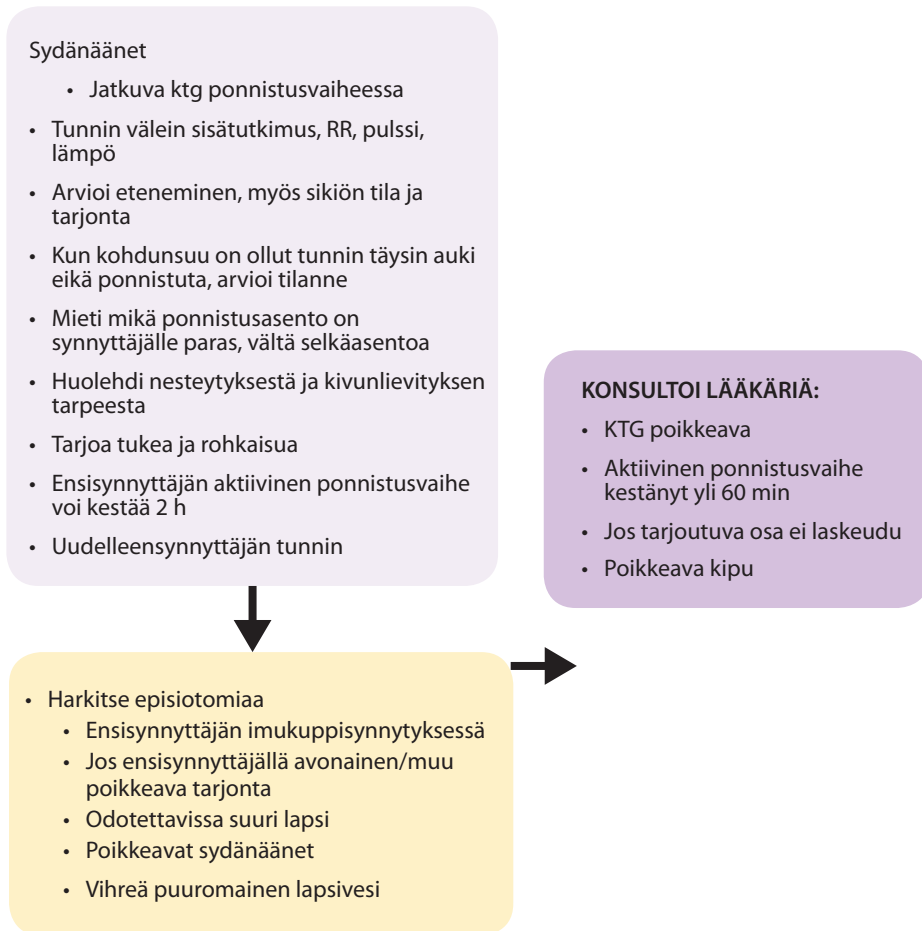 Sydänäänet
• Jatkuva ktg ponnistusvaiheessa
• Tunnin välein sisätutkimus, RR, pulssi,
lämpö
• Arvioi eteneminen, myös sikiön tila ja
tarjonta
• Kun kohdunsuu on ollut tunnin täysin auki
eikä ponnistuta, arvioi tilanne
• Mieti mikä ponnistusasento on
synnyttäjälle paras, vältä selkäasentoa
• Huolehdi nesteytyksestä ja kivunlievityksen
tarpeesta
• Tarjoa tukea ja rohkaisua
• Ensisynnyttäjän aktiivinen ponnistusvaihe
voi kestää 2 h
• Uudelleensynnyttäjän tunnin
KONSULTOI LÄÄKÄRIÄ:
• KTG poikkeava
• Aktiivinen ponnistusvaihe
kestänyt yli 60 min
• Jos tarjoutuva osa ei laskeudu
• Poikkeava kipu
• Harkitse episiotomiaa
• Ensisynnyttäjän imukuppisynnytyksessä
• Jos ensisynnyttäjällä avonainen/muu
poikkeava tarjonta
• Odotettavissa suuri lapsi
• Poikkeavat sydänäänet
• Vihreä puuromainen lapsivesi